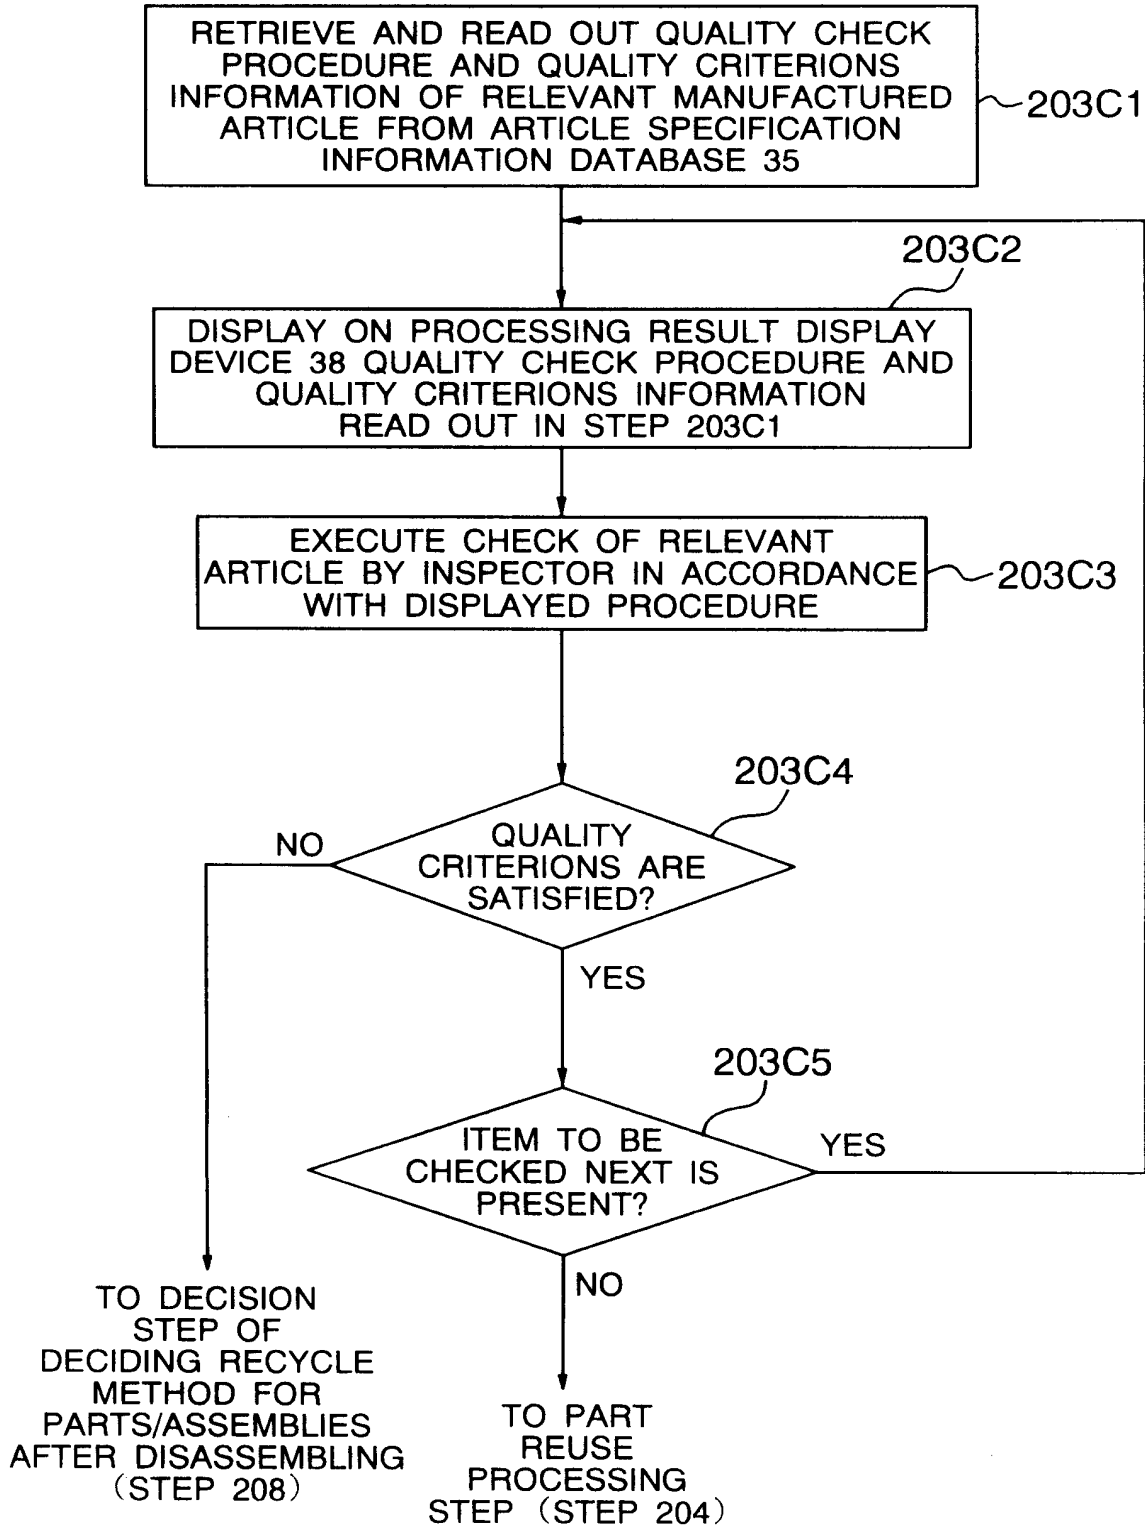 RETRIEVE AND READ OUT QUALITY CHECK
PROCEDURE AND QUALITY CRITERIONS
INFORMATION OF RELEVANT MANUFACTURED
ARTICLE FROM ARTICLE SPECIFICATION
INFORMATION DATABASE 35
203C1
203C2
DISPLAY ON PROCESSING RESULT DISPLAY
DEVICE 38 QUALITY CHECK PROCEDURE AND
QUALITY CRITERIONS INFORMATION
READ OUT IN STEP 203C1
EXECUTE CHECK OF RELEVANT
ARTICLE BY INSPECTOR IN ACCORDANCE
WITH DISPLAYED PROCEDURE
203C3
203C4
QUALITY
CRITERIONS ARE
SATISFIED?
NO
YES
203C5
ITEM TO BE
CHECKED NEXT IS
PRESENT?
YES
NO
TO DECISION
STEP OF
DECIDING RECYCLE
METHOD FOR
PARTS/ASSEMBLIES
AFTER DISASSEMBLING
(STEP 208)
TO PART
REUSE
PROCESSING
STEP (STEP 204)